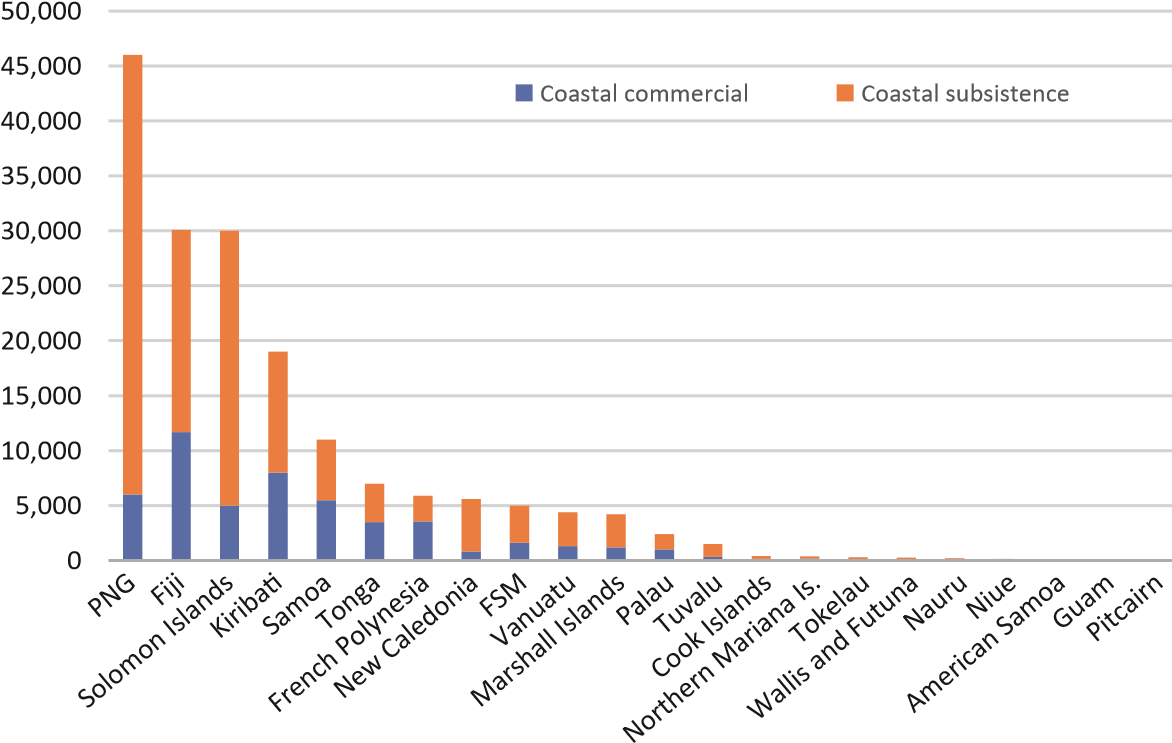 50,000
45,000
Coastal commercial Coastal subsistence
40,000
35,000
30,000
25,000
20,000
15,000
10,000
5,000
0
PNG
Fiji
Solomon Islands
Kiribati
Samoa
Tonga
French Polynesia
New Caledonia
FSM
Vanuatu
Marshall Islands
Palau
Tuvalu
Cook Islands
Northern Mariana Is.
Tokelau
Wallis and Futuna
Nauru
Niue
American Samoa
Guam
Pitcairn